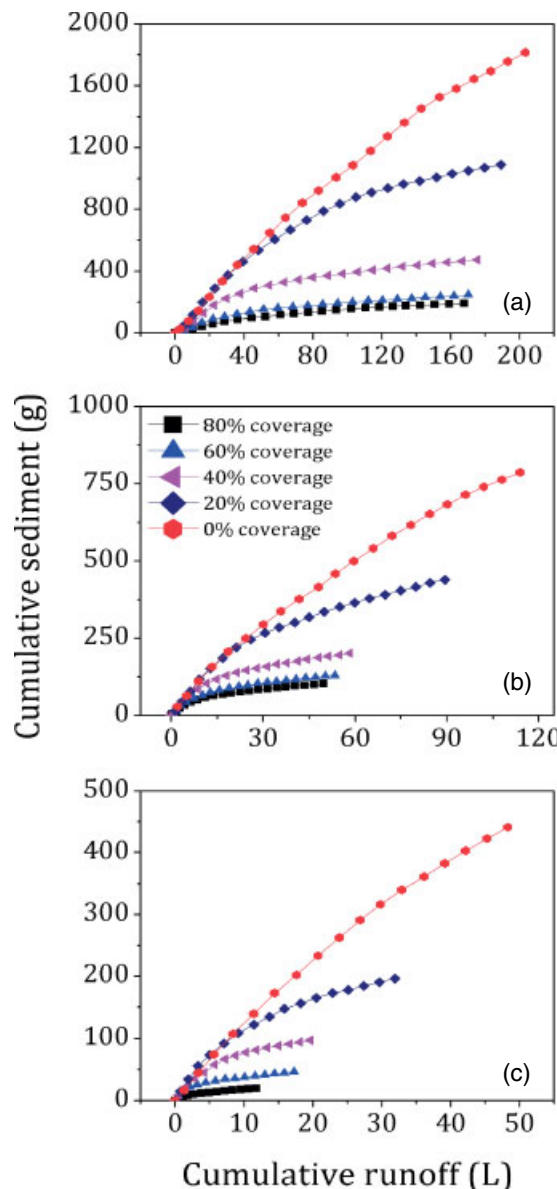 2000
1600
1200
800
400
0
0 40 80 120 160 200
(a)
Cumulative sediment (g)
1000
750
500
250
0
80% coverage
60% coverage
40% coverage
20% coverage
0% coverage
0 30 60 90 120
(b)
500
400
300
200
100
0
0 10 20 30 40 50
(c)
Cumulative runoff (L)